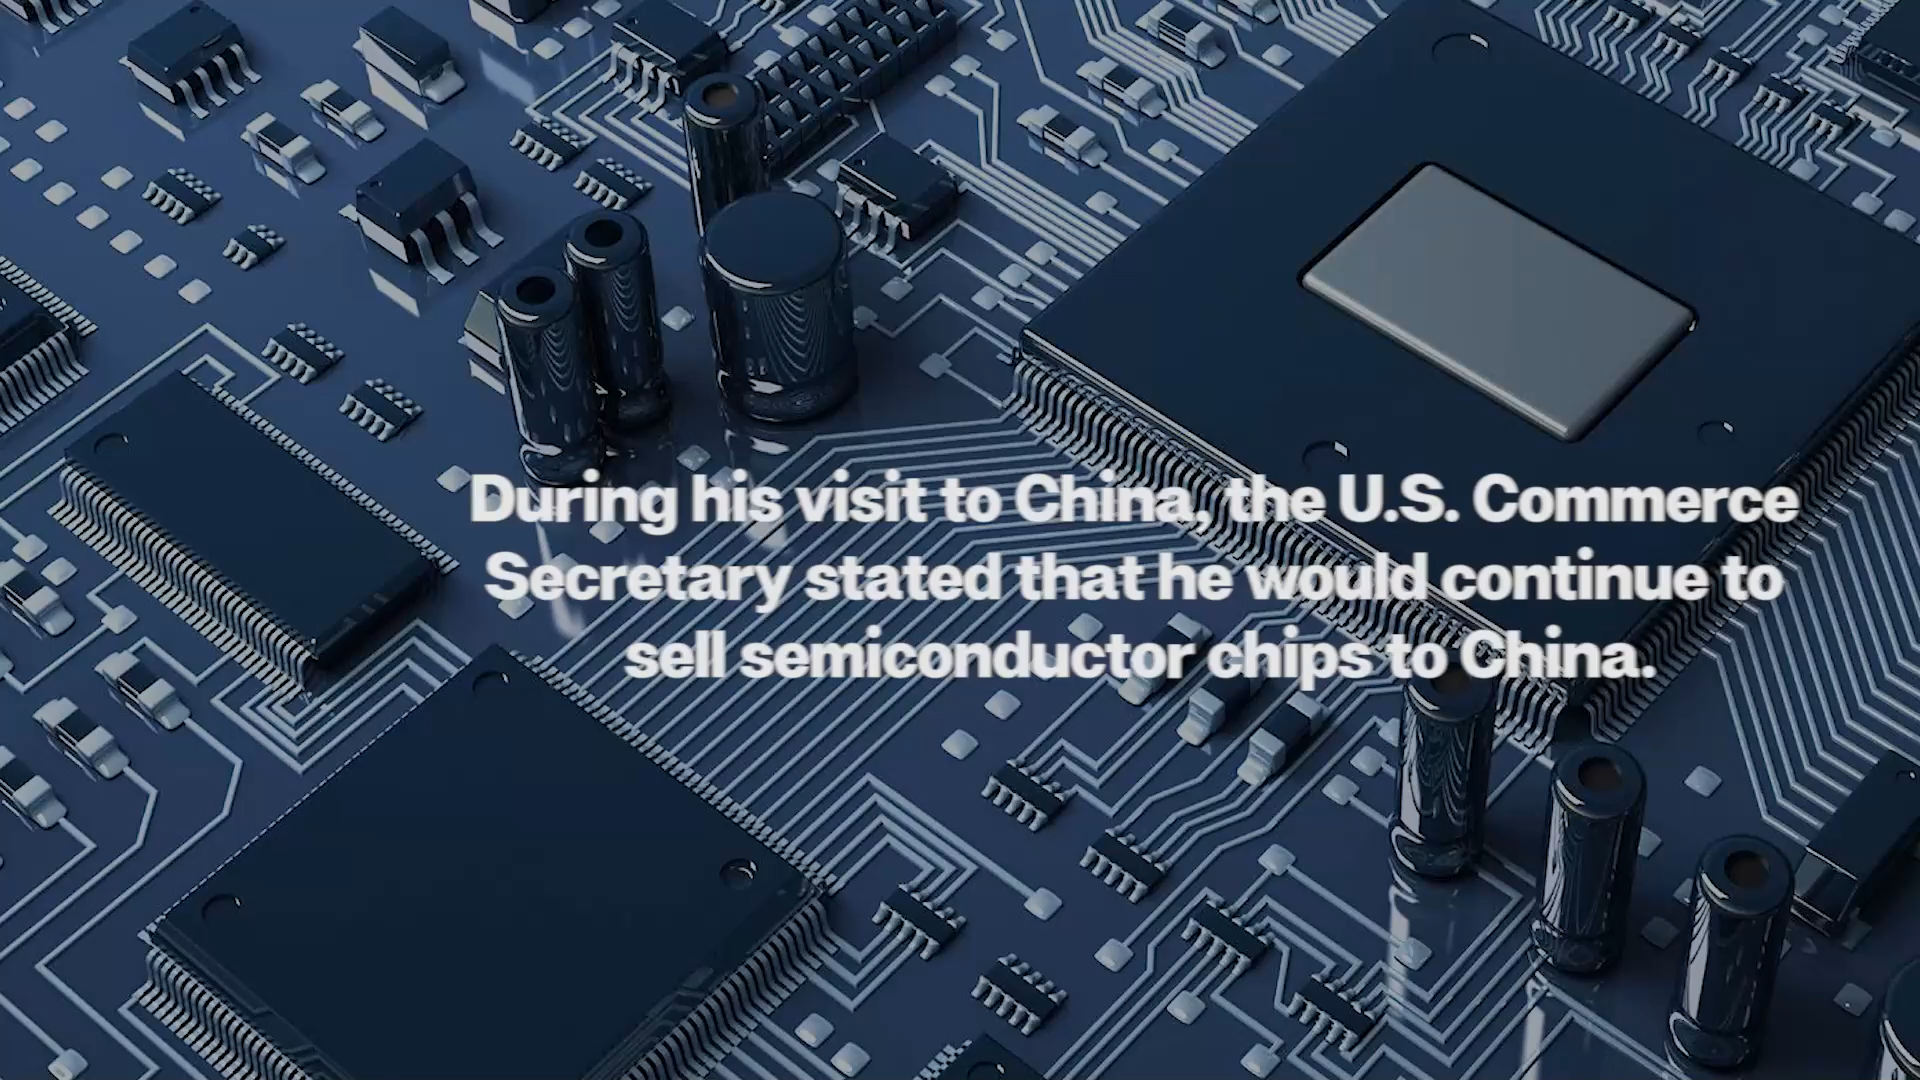 During his visit to China, the U.S. Commerce
Secretary stated that he would continue to
sell semiconductor chips to China.